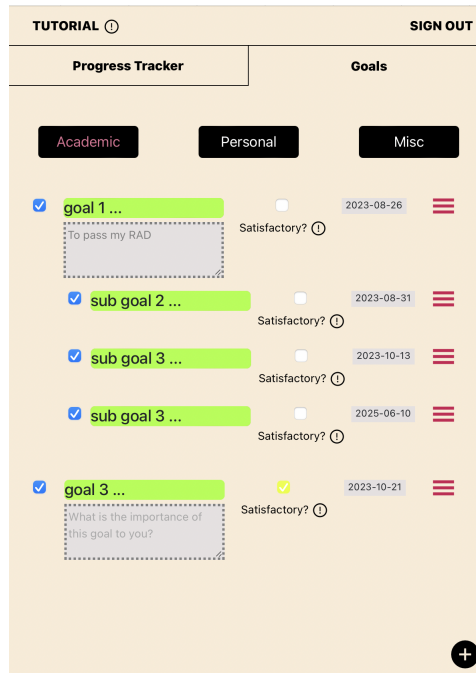 TUTORIAL SIGN OUT
Progress Tracker Goals
Academic Personal Misc
goal 1 ... 2023-08-26
To pass my RAD
Satisfactory?
sub goal 2 ... 2023-08-31
Satisfactory?
sub goal 3 ... 2023-10-13
Satisfactory?
sub goal 3 ... 2025-06-10
Satisfactory?
goal 3 ... 2023-10-21
Satisfactory?
What is the importance of
this goal to you?